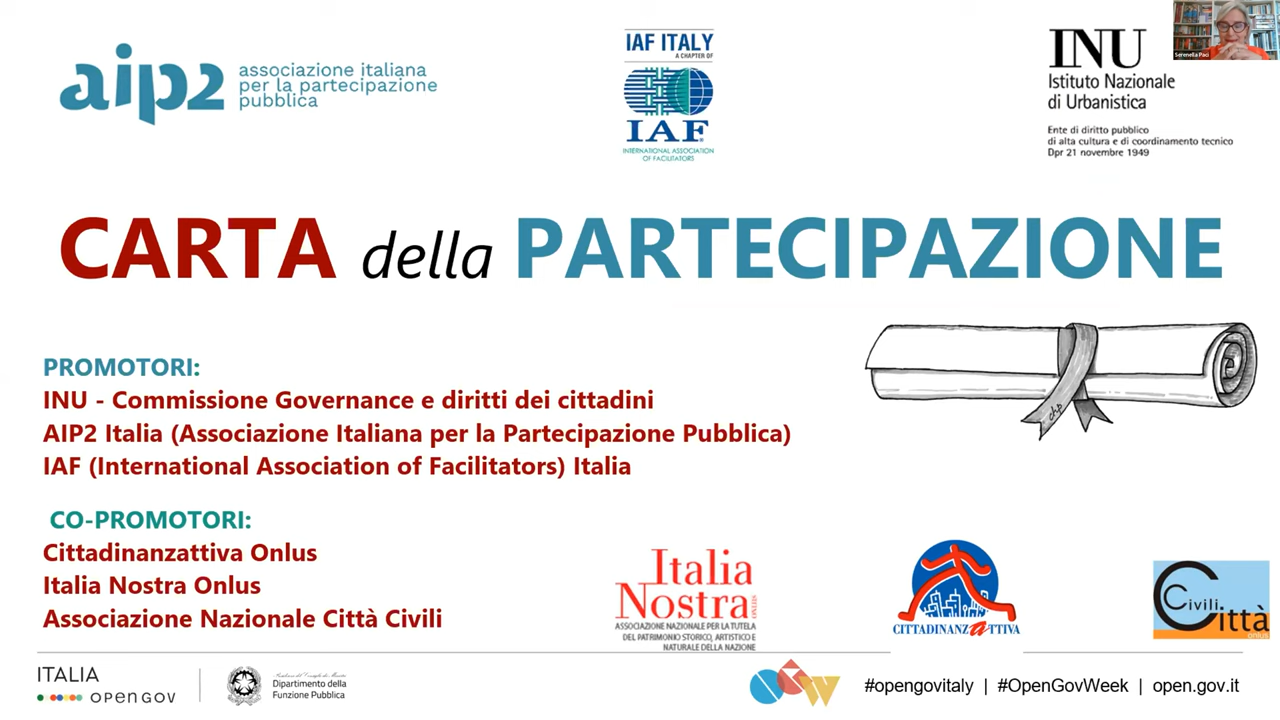 aip2
associazione italiana
per la partecipazione
pubblica
IAF ITALY
A CHAPTER OF
IAF
INTERNATIONAL ASSOCIATION
OF FACILITATORS
INU
Istituto Nazionale
di Urbanistica
Ente di diritto pubblico
di alta cultura e di coordinamento tecnico
Dpr 21 novembre 1949
Serenella Paci
CARTA della PARTECIPAZIONE
PROMOTORI:
INU - Commissione Governance e diritti dei cittadini
AIP2 Italia (Associazione Italiana per la Partecipazione Pubblica)
IAF (International Association of Facilitators) Italia
chp
CO-PROMOTORI:
Cittadinanzattiva Onlus
Italia Nostra Onlus
Associazione Nazionale Città Civili
Italia
Nostra
ONLUS
ASSOCIAZIONE NAZIONALE PER LA TUTELA
DEL PATRIMONIO STORICO, ARTISTICO E
NATURALE DELLA NAZIONE
CITTADINANZATTIVA
Civili
Città
onlus
ITALIA
open gov
Dipartimento della
Funzione Pubblica
OGW
#opengovitaly | #OpenGovWeek | open.gov.it